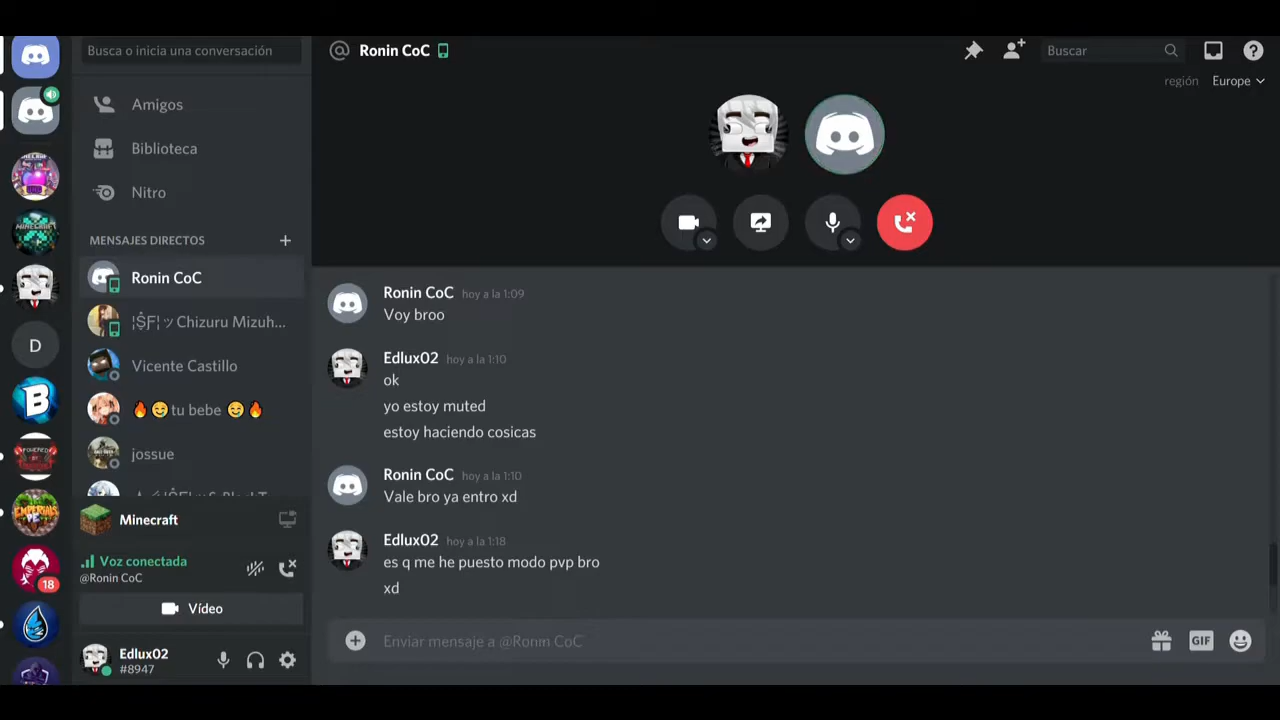 Busca o inicia una conversación
Ronin CoC
Buscar
región Europe
Amigos
Biblioteca
Nitro
MENSAJES DIRECTOS
Ronin CoC
Chizuru Mizuh...
Vicente Castillo
🔥😊tu bebe 😊🔥
jossue
Minecraft
Voz conectada
@Ronin CoC
Vídeo
Edlux02
#8947
D
B
18
Ronin CoC hoy a la 1:09
Voy broo
Edlux02 hoy a la 1:10
ok
yo estoy muted
estoy haciendo cosicas
Ronin CoC hoy a la 1:10
Vale bro ya entro xd
Edlux02 hoy a la 1:18
es q me he puesto modo pvp bro
xd
Enviar mensaje a @Ronin CoC
GIF